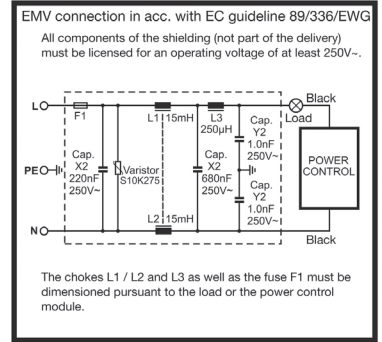 EMV connection in acc. with EC guideline 89/336/EWG
All components of the shielding (not part of the delivery)
must be licensed for an operating voltage of at least 250V~.
L
F1
L1 15mH
L3
250µH
Cap.
Y2
1.0nF
250V~
Load
Black
Cap.
X2
220nF
250V~
Varistor
S10K275
Cap.
X2
680nF
250V~
PE
POWER
CONTROL
Cap.
Y2
1.0nF
250V~
L2 15mH
N
Black
The chokes L1 / L2 and L3 as well as the fuse F1 must be
dimensioned pursuant to the load or the power control
module.